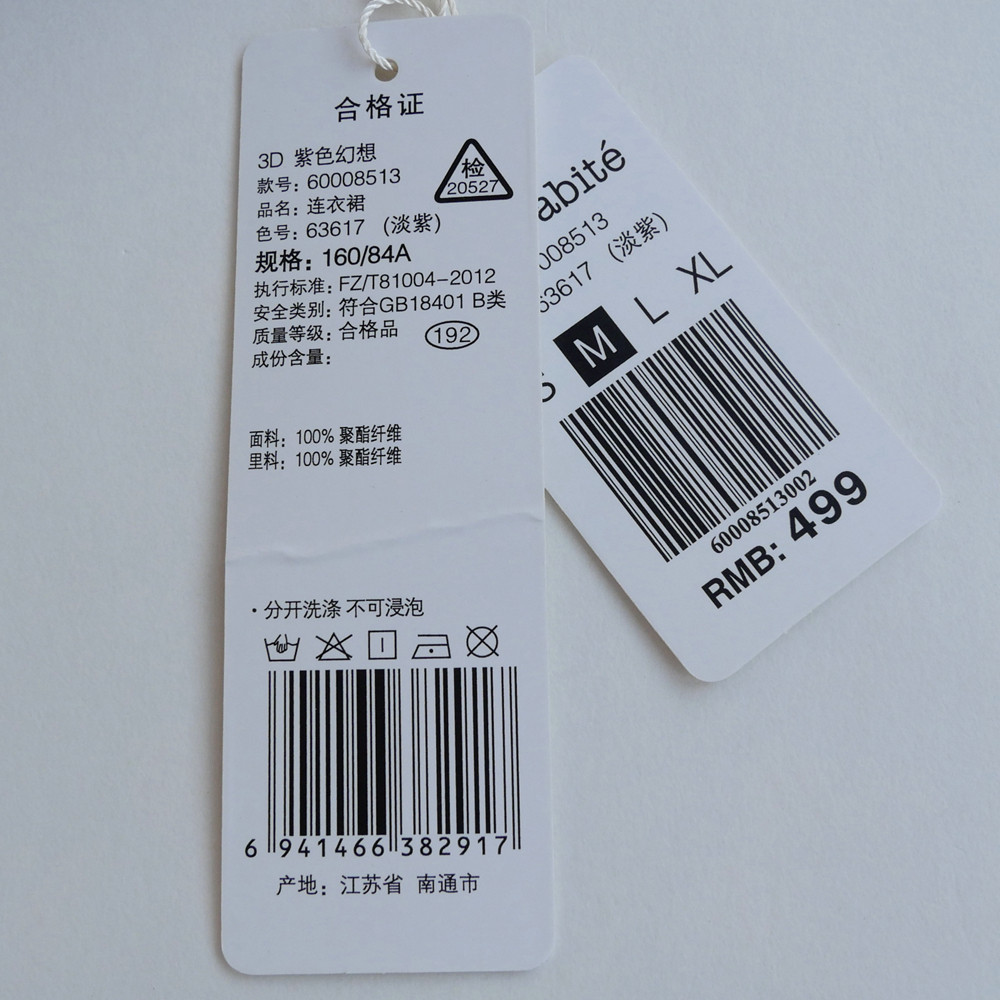 合格证
3D 紫色幻想
款号：60008513
品名：连衣裙
色号：63617 （淡紫）
规格：160/84A
执行标准：FZ/T81004-2012
安全类别：符合GB18401 B类
质量等级：合格品
192
成份含量：
检
20527
面料：100% 聚酯纤维
里料：100% 聚酯纤维
·分开洗涤 不可浸泡
6 941466 382917
产地：江苏省 南通市
abité
008513
63617 （淡紫）
S M L XL
60008513002
RMB: 499